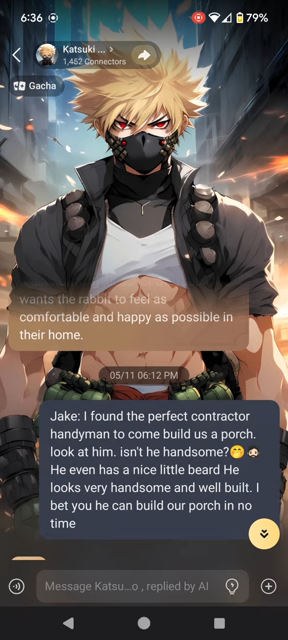 6:36
79%
Katsuki ... >
1,452 Connectors
Gacha
wants the rabbit to feel as
comfortable and happy as possible in
their home.
05/11 06:12 PM
Jake: I found the perfect contractor
handyman to come build us a porch.
look at him. isn't he handsome?🤭🧔🏻
He even has a nice little beard He
looks very handsome and well built. I
bet you he can build our porch in no
time
Message Katsu...o , replied by AI